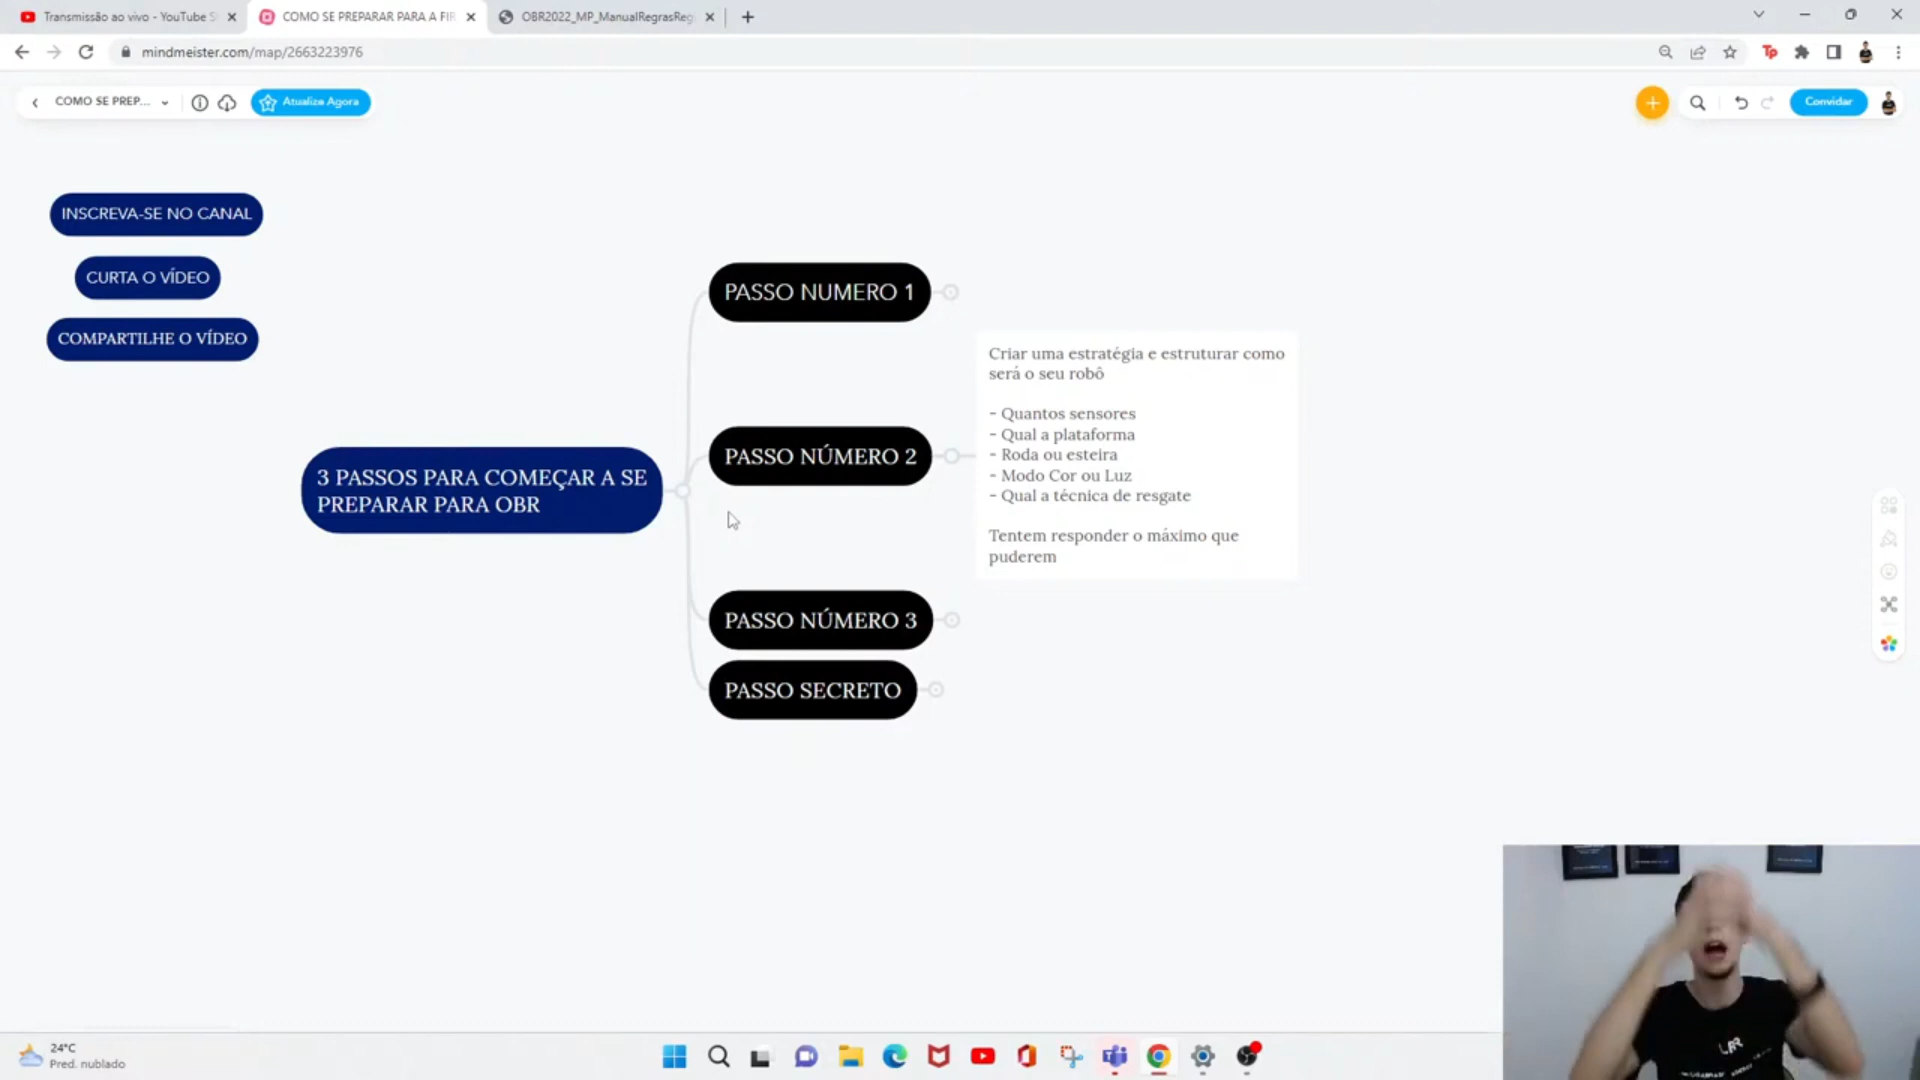 Transmissão ao vivo - YouTube S
COMO SE PREPARAR PARA A FIR
OBR2022_MP_ManualRegrasReg
mindmeister.com/map/2663223976
Tp
COMO SE PREP...
Atualize Agora
Convidar
INSCREVA-SE NO CANAL
CURTA O VÍDEO
COMPARTILHE O VÍDEO
3 PASSOS PARA COMEÇAR A SE
PREPARAR PARA OBR
PASSO NUMERO 1
PASSO NÚMERO 2
Criar uma estratégia e estruturar como
será o seu robô
- Quantos sensores
- Qual a plataforma
- Roda ou esteira
- Modo Cor ou Luz
- Qual a técnica de resgate
Tentem responder o máximo que
puderem
PASSO NÚMERO 3
PASSO SECRETO
24°C
Pred. nublado